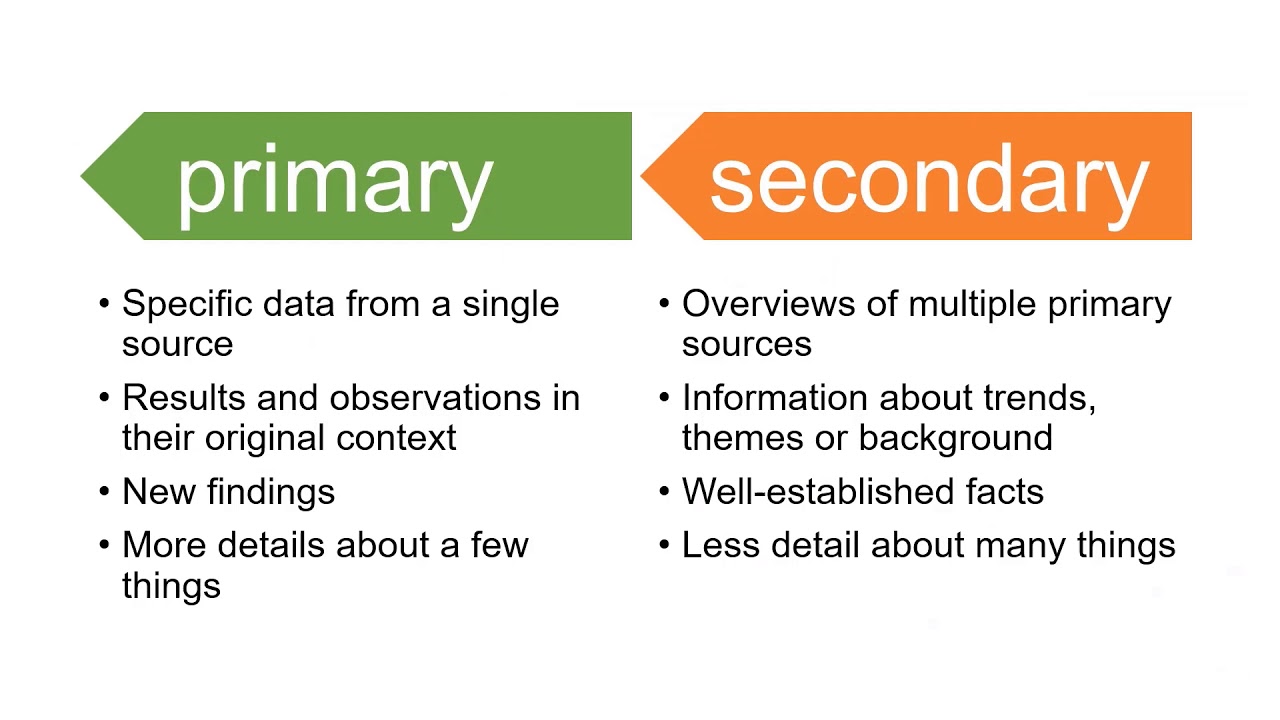 primary
• Specific data from a single
source
• Results and observations in
their original context
• New findings
• More details about a few
things
secondary
• Overviews of multiple primary
sources
• Information about trends,
themes or background
• Well-established facts
• Less detail about many things